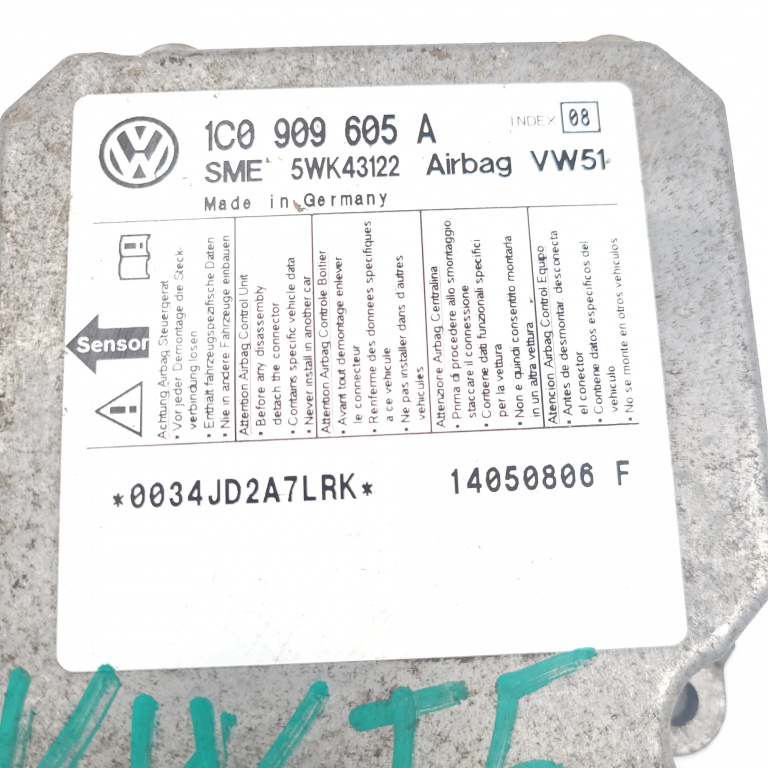 1C0 909 605 A
INDEX 08
SME 5WK43122 Airbag VW51
Made in Germany
Sensor
Achtung Airbag Steuergerät
• Vor jeder Demontage die Steck-
verbindung lösen
• Enthält fahrzeugspezifische Daten
• Nie in andere Fahrzeuge einbauen
Attention Airbag Control Unit
• Before any disassembly
detach the connector
• Contains specific vehicle data
• Never install in another car
Attention Airbag Controle Boitier
• Avant tout demontage enlever
le connecteur
• Renferme des donnees specifiques
a ce vehicule
• Ne pas installer dans d'autres
vehicules
Attenzione Airbag Centralina
• Prima di procedere allo smontaggio
staccare il connessione
• Contiene dati funzionali specifici
per la vettura
• Non e quindi consentito montarla
in un altra vettura
Atencion Airbag Control Equipo
• Antes de desmontar desconecta
el conector
• Contiene datos especificos del
vehiculo
• No se monte en otros vehiculos
*0034JD2A7LRK* 14050806 F